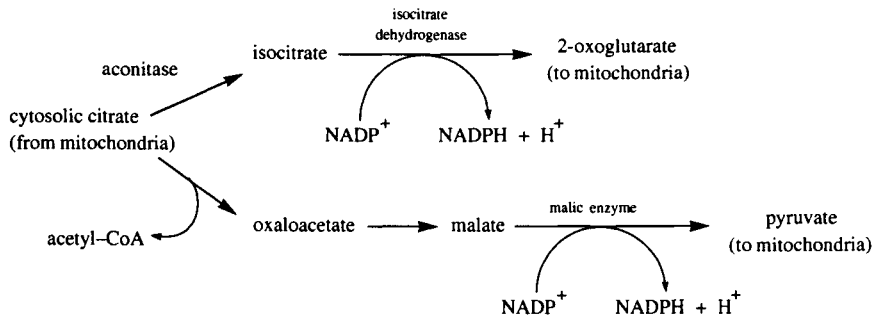 isocitrate
dehydrogenase
isocitrate
2-oxoglutarate
(to mitochondria)
aconitase
NADP+
NADPH + H+
cytosolic citrate
(from mitochondria)
acetyl–CoA
oxaloacetate
malate
malic enzyme
pyruvate
(to mitochondria)
NADP+
NADPH + H+